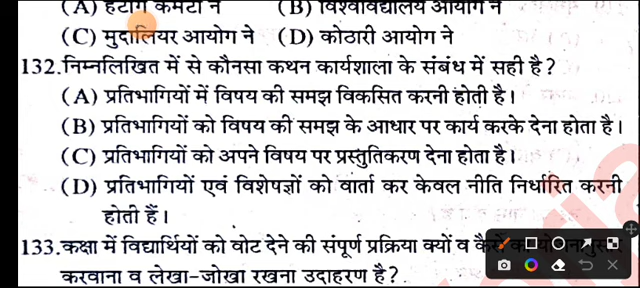 (A) हर्टाग कमेटी ने (B) विश्वविद्यालय आयोग ने
(C) मुदालियर आयोग ने (D) कोठारी आयोग ने
132.निम्नलिखित में से कौनसा कथन कार्यशाला के संबंध में सही है?
(A) प्रतिभागियों में विषय की समझ विकसित करनी होती है।
(B) प्रतिभागियों को विषय की समझ के आधार पर कार्य करके देना होता है।
(C) प्रतिभागियों को अपने विषय पर प्रस्तुतिकरण देना होता है।
(D) प्रतिभागियों एवं विशेषज्ञों को वार्ता कर केवल नीति निर्धारित करनी
होती हैं।
133.कक्षा में विद्यार्थियों को वोट देने की संपूर्ण प्रक्रिया क्यों व कैसे
करवाना व लेखा-जोखा रखना उदाहरण है?